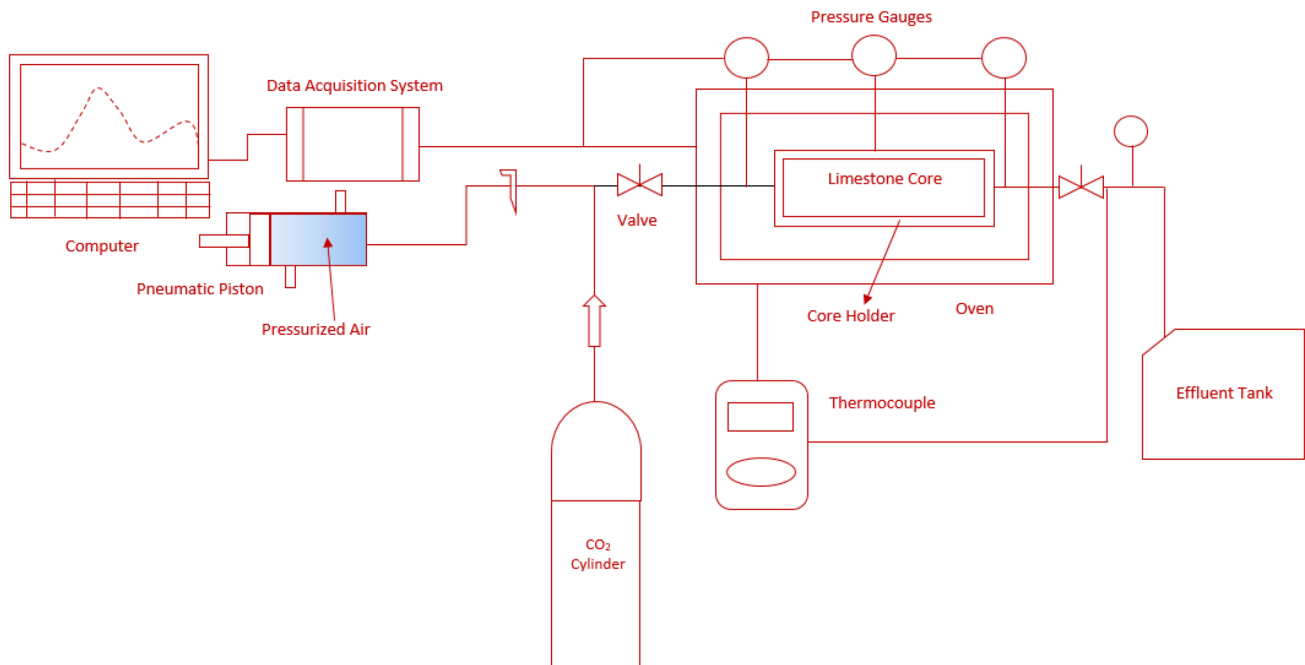 Pressure Gauges
Data Acquisition System
Limestone Core
Valve
Computer
Pneumatic Piston
Pressurized Air
Core Holder
Oven
Thermocouple
Effluent Tank
CO₂
Cylinder